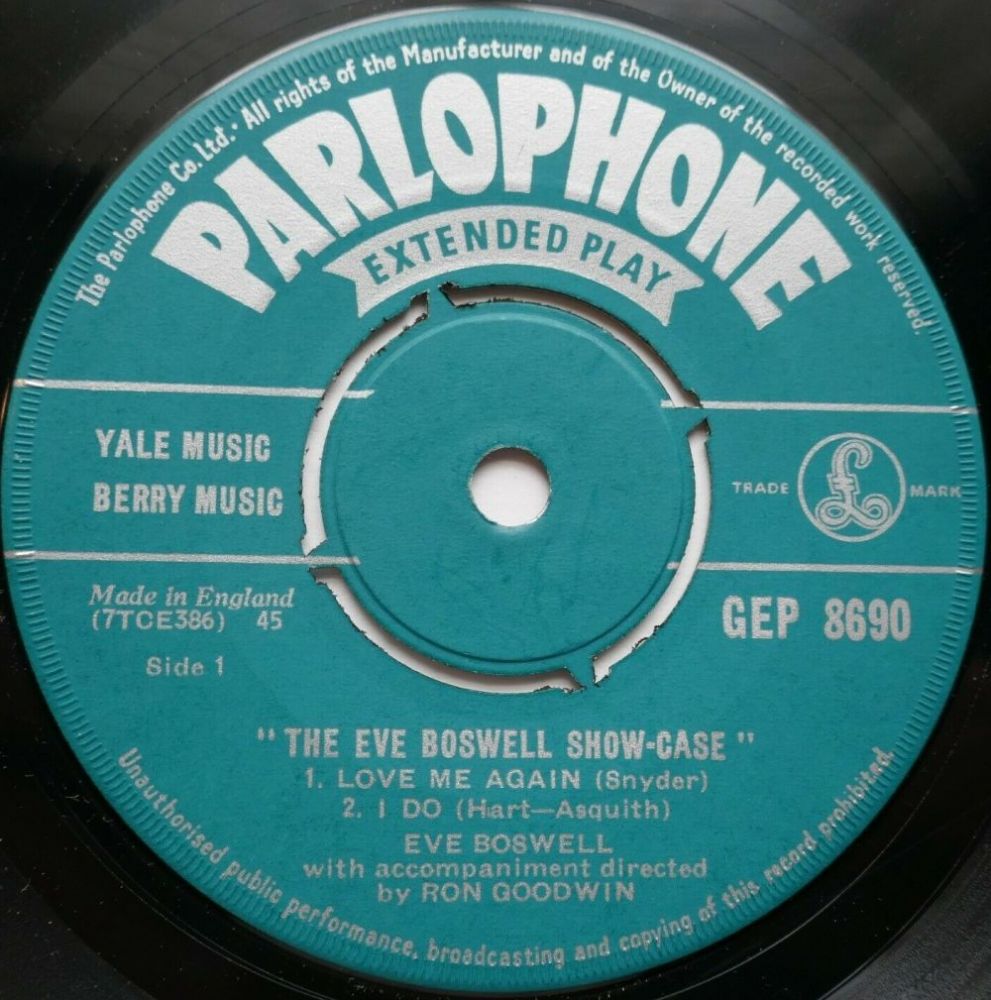 The Parlophone Co. Ltd. · All rights of the Manufacturer and of the Owner of the recorded work reserved.
PARLOPHONE
EXTENDED PLAY
YALE MUSIC
BERRY MUSIC
TRADE £ MARK
Made in England
(7TCE386) 45
Side 1
GEP 8690
"THE EVE BOSWELL SHOW-CASE"
1. LOVE ME AGAIN (Snyder)
2. I DO (Hart—Asquith)
EVE BOSWELL
with accompaniment directed
by RON GOODWIN
Unauthorised public performance, broadcasting and copying of this record prohibited.